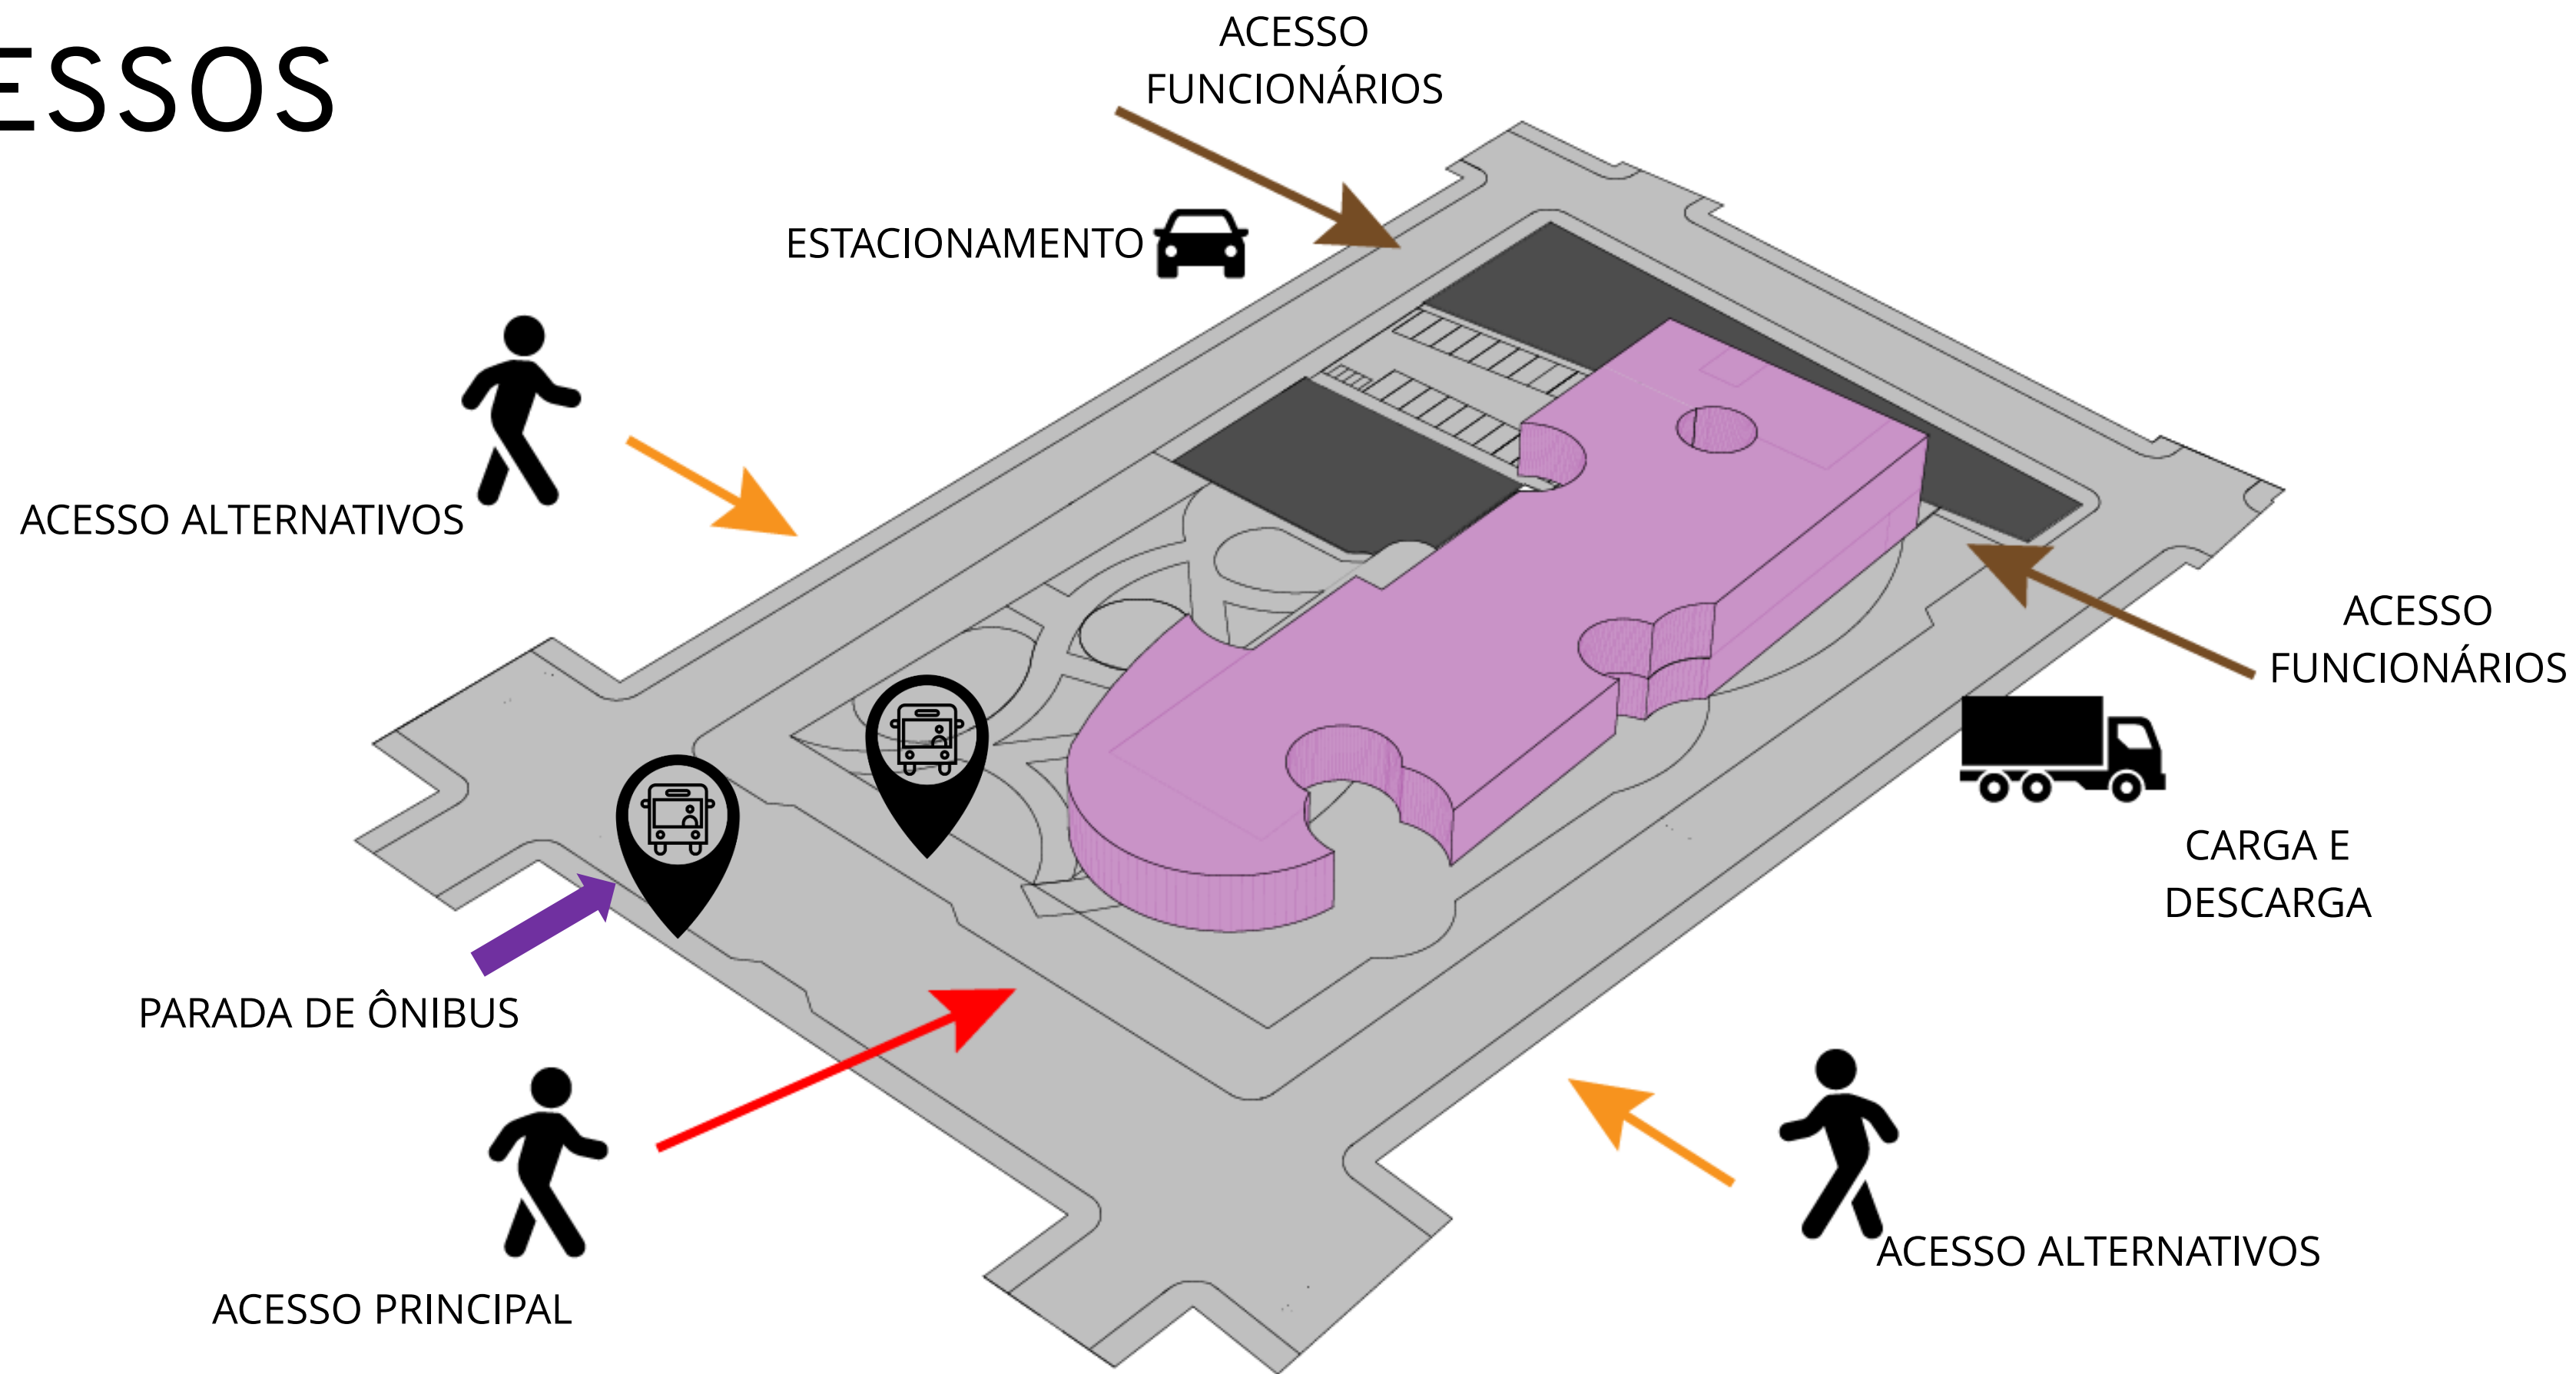 ESSOS
ACESSO
FUNCIONÁRIOS
ESTACIONAMENTO
ACESSO ALTERNATIVOS
ACESSO
FUNCIONÁRIOS
CARGA E
DESCARGA
PARADA DE ÔNIBUS
ACESSO ALTERNATIVOS
ACESSO PRINCIPAL